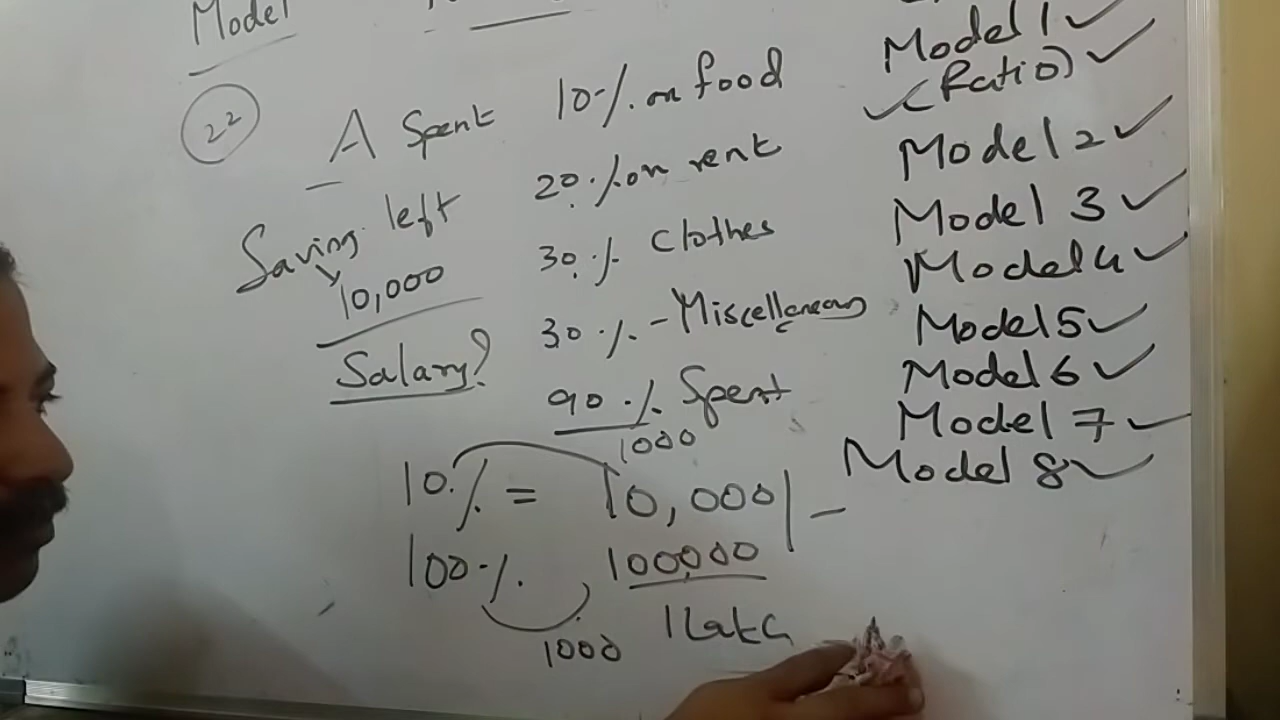 Model
22
A Spent 10% on food
20.% on rent
30.% Clothes
30.% - Miscellaneous
90.% Spent
Saving left
10,000
Salary?
1000
10.% = 10,000/-
100.% 100,000
1000
1 Lakh
Model 1 ✓
(Ratio) ✓
Model 2 ✓
Model 3 ✓
Model 4 ✓
Model 5 ✓
Model 6 ✓
Model 7 ✓
Model 8 ✓